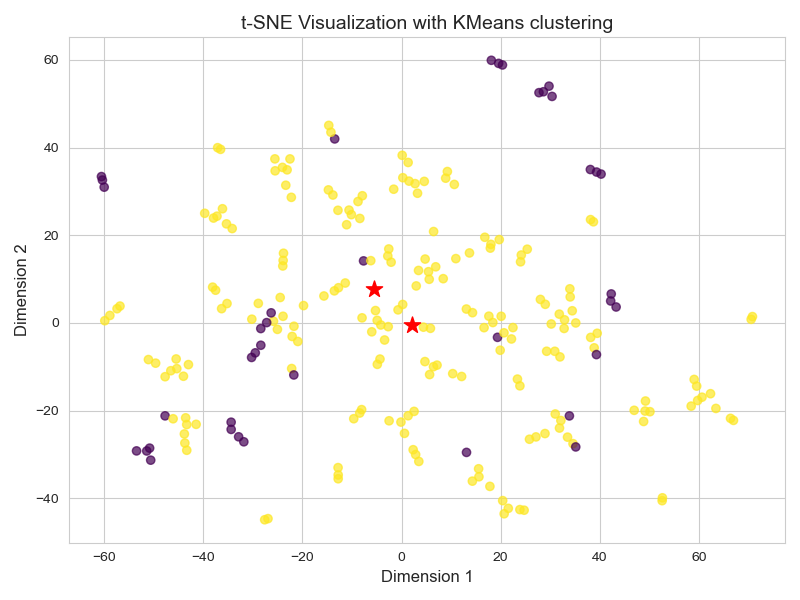 t-SNE Visualization with KMeans clustering
60
40
20
0
−20
−40
Dimension 2
−60 −40 −20 0 20 40 60
Dimension 1